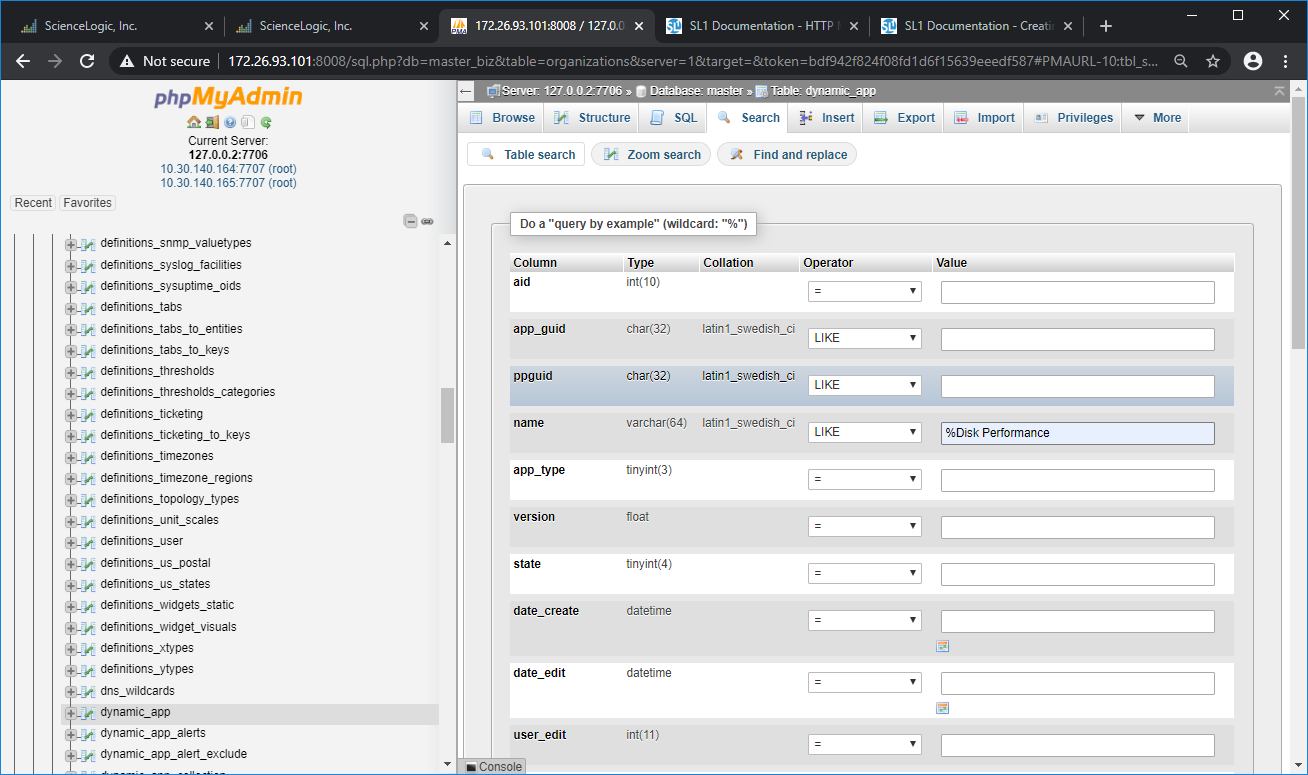 ScienceLogic, Inc.
ScienceLogic, Inc.
172.26.93.101:8008 / 127.0.0
SL1 Documentation - HTTP
SL1 Documentation - Creati
Not secure
172.26.93.101:8008/sql.php?db=master_biz&table=organizations&server=1&target=&token=bdf942f824f08fd1d6f15639eeedf587#PMAURL-10:tbl_s...
phpMyAdmin
Current Server:
127.0.0.2:7706
10.30.140.164:7707 (root)
10.30.140.165:7707 (root)
Recent Favorites
definitions_snmp_valuetypes
definitions_syslog_facilities
definitions_sysuptime_oids
definitions_tabs
definitions_tabs_to_entities
definitions_tabs_to_keys
definitions_thresholds
definitions_thresholds_categories
definitions_ticketing
definitions_ticketing_to_keys
definitions_timezones
definitions_timezone_regions
definitions_topology_types
definitions_unit_scales
definitions_user
definitions_us_postal
definitions_us_states
definitions_widgets_static
definitions_widget_visuals
definitions_xtypes
definitions_ytypes
dns_wildcards
dynamic_app
dynamic_app_alerts
dynamic_app_alert_exclude
Server: 127.0.0.2:7706 » Database: master » Table: dynamic_app
Browse Structure SQL Search Insert Export Import Privileges More
Table search Zoom search Find and replace
Do a "query by example" (wildcard: "%")
Column Type Collation Operator Value
aid int(10) =
app_guid char(32) latin1_swedish_ci LIKE
ppguid char(32) latin1_swedish_ci LIKE
name varchar(64) latin1_swedish_ci LIKE %Disk Performance
app_type tinyint(3) =
version float =
state tinyint(4) =
date_create datetime =
date_edit datetime =
user_edit int(11) =
Console